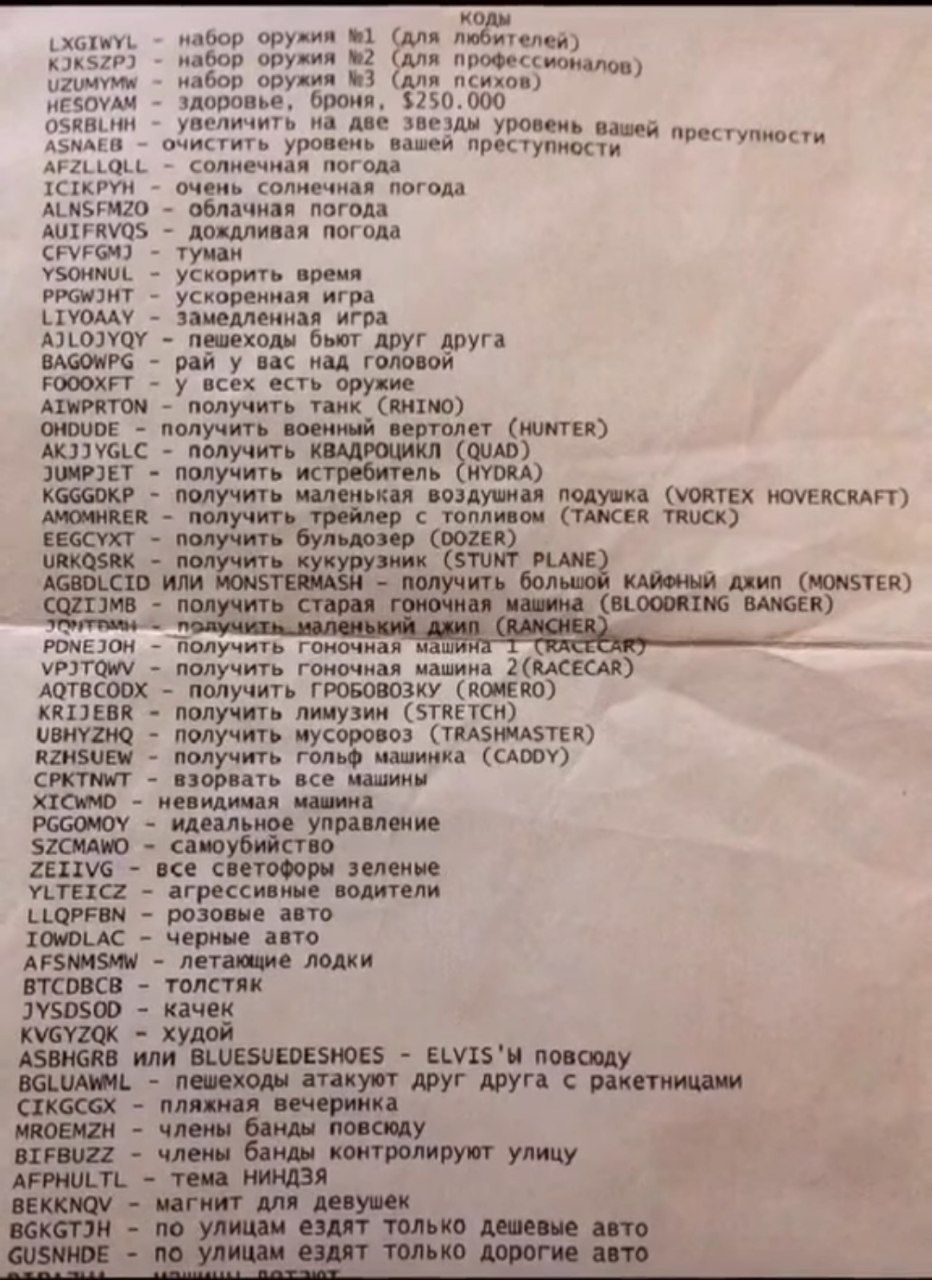 КОДЫ
LXGIWYL – набор оружия №1 (для любителей)
KJKSZPJ – набор оружия №2 (для профессионалов)
UZUMYMW – набор оружия №3 (для психов)
HESOYAM – здоровье, броня, $250.000
OSRBLHH – увеличить на две звезды уровень вашей преступности
ASNAEB – очистить уровень вашей преступности
AFZLLQLL – солнечная погода
ICIKPYH – очень солнечная погода
ALNSFMZO – облачная погода
AUIFRVQS – дождливая погода
CFVFGMJ – туман
YSOHNUL – ускорить время
PPGWJHT – ускоренная игра
LIYOAAY – замедленная игра
AJLOJYQY – пешеходы бьют друг друга
BAGOWPG – рай у вас над головой
FOOOXFT – у всех есть оружие
AIWPRTON – получить танк (RHINO)
OHDUDE – получить военный вертолет (HUNTER)
AKJJYGLC – получить КВАДРОЦИКЛ (QUAD)
JUMPJET – получить истребитель (HYDRA)
KGGGDKP – получить маленькая воздушная подушка (VORTEX HOVERCRAFT)
AMOMHRER – получить трейлер с топливом (TANCER TRUCK)
EEGCYXT – получить бульдозер (DOZER)
URKQSRK – получить кукурузник (STUNT PLANE)
AGBDLCID ИЛИ MONSTERMASH – получить большой КАЙФНЫЙ джип (MONSTER)
CQZIJMB – получить старая гоночная машина (BLOODRING BANGER)
JQNTDMH – получить маленький джип (RANCHER)
PDNEJOH – получить гоночная машина 1 (RACECAR)
VPJTQWV – получить гоночная машина 2(RACECAR)
AQTBCODX – получить ГРОБОВОЗКУ (ROMERO)
KRIJEBR – получить лимузин (STRETCH)
UBHYZHQ – получить мусоровоз (TRASHMASTER)
RZHSUEW – получить гольф машинка (CADDY)
CPKTNWT – взорвать все машины
XICWMD – невидимая машина
PGGOMOY – идеальное управление
SZCMAWO – самоубийство
ZEIIVG – все светофоры зеленые
YLTEICZ – агрессивные водители
LLQPFBN – розовые авто
IOWDLAC – черные авто
AFSNMSMW – летающие лодки
BTCDBCB – толстяк
JYSDSOD – качек
KVGYZQK – худой
ASBHGRB или BLUESUEDESHOES – ELVIS'Ы повсюду
BGLUAWML – пешеходы атакуют друг друга с ракетницами
CIKGCGX – пляжная вечеринка
MROEMZH – члены банды повсюду
BIFBUZZ – члены банды контролируют улицу
AFPHULTL – тема НИНДЗЯ
BEKKNQV – магнит для девушек
BGKGTJH – по улицам ездят только дешевые авто
GUSNHDE – по улицам ездят только дорогие авто
– машины летают